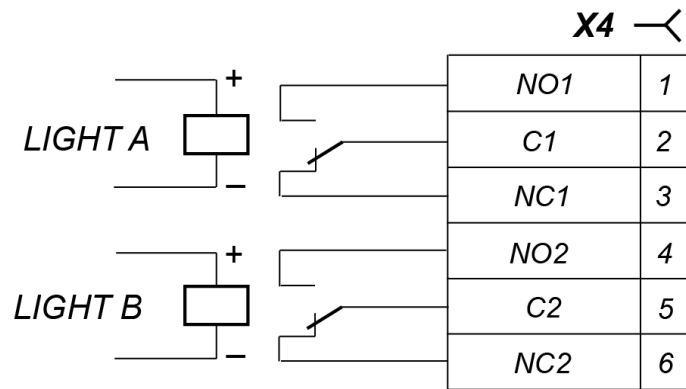 X4
NO1 1
+
LIGHT A
C1 2
−
NC1 3
NO2 4
+
LIGHT B
C2 5
−
NC2 6